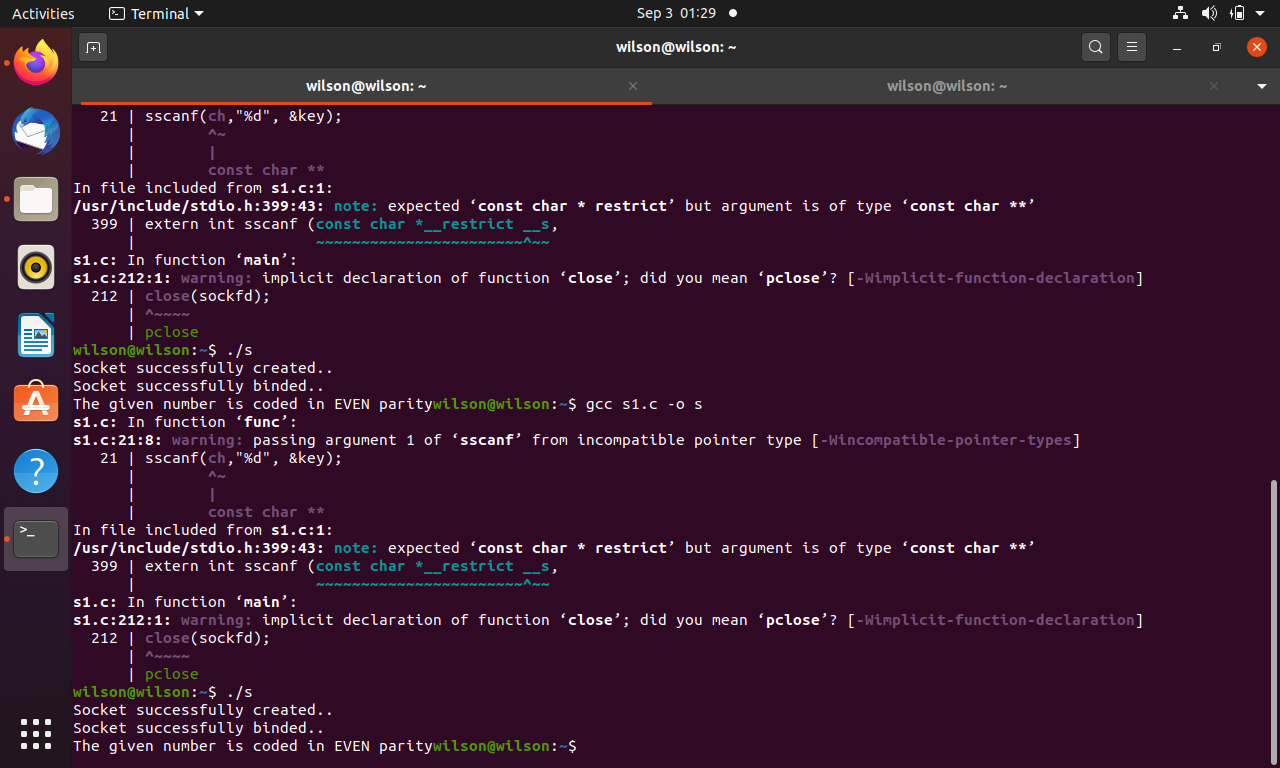 Activities
Terminal
Sep 3 01:29
wilson@wilson: ~
wilson@wilson: ~
wilson@wilson: ~
21 | sscanf(ch,"%d", &key);
| ^~
| |
| const char **
In file included from s1.c:1:
/usr/include/stdio.h:399:43: note: expected ‘const char * restrict’ but argument is of type ‘const char **’
399 | extern int sscanf (const char *__restrict __s,
| ~~~~~~~~~~~~~~~~~~~~~~~^~~
s1.c: In function ‘main’:
s1.c:212:1: warning: implicit declaration of function ‘close’; did you mean ‘pclose’? [-Wimplicit-function-declaration]
212 | close(sockfd);
| ^~~~~
| pclose
wilson@wilson:~$ ./s
Socket successfully created..
Socket successfully binded..
The given number is coded in EVEN paritywilson@wilson:~$ gcc s1.c -o s
s1.c: In function ‘func’:
s1.c:21:8: warning: passing argument 1 of ‘sscanf’ from incompatible pointer type [-Wincompatible-pointer-types]
21 | sscanf(ch,"%d", &key);
| ^~
| |
| const char **
In file included from s1.c:1:
/usr/include/stdio.h:399:43: note: expected ‘const char * restrict’ but argument is of type ‘const char **’
399 | extern int sscanf (const char *__restrict __s,
| ~~~~~~~~~~~~~~~~~~~~~~~^~~
s1.c: In function ‘main’:
s1.c:212:1: warning: implicit declaration of function ‘close’; did you mean ‘pclose’? [-Wimplicit-function-declaration]
212 | close(sockfd);
| ^~~~~
| pclose
wilson@wilson:~$ ./s
Socket successfully created..
Socket successfully binded..
The given number is coded in EVEN paritywilson@wilson:~$